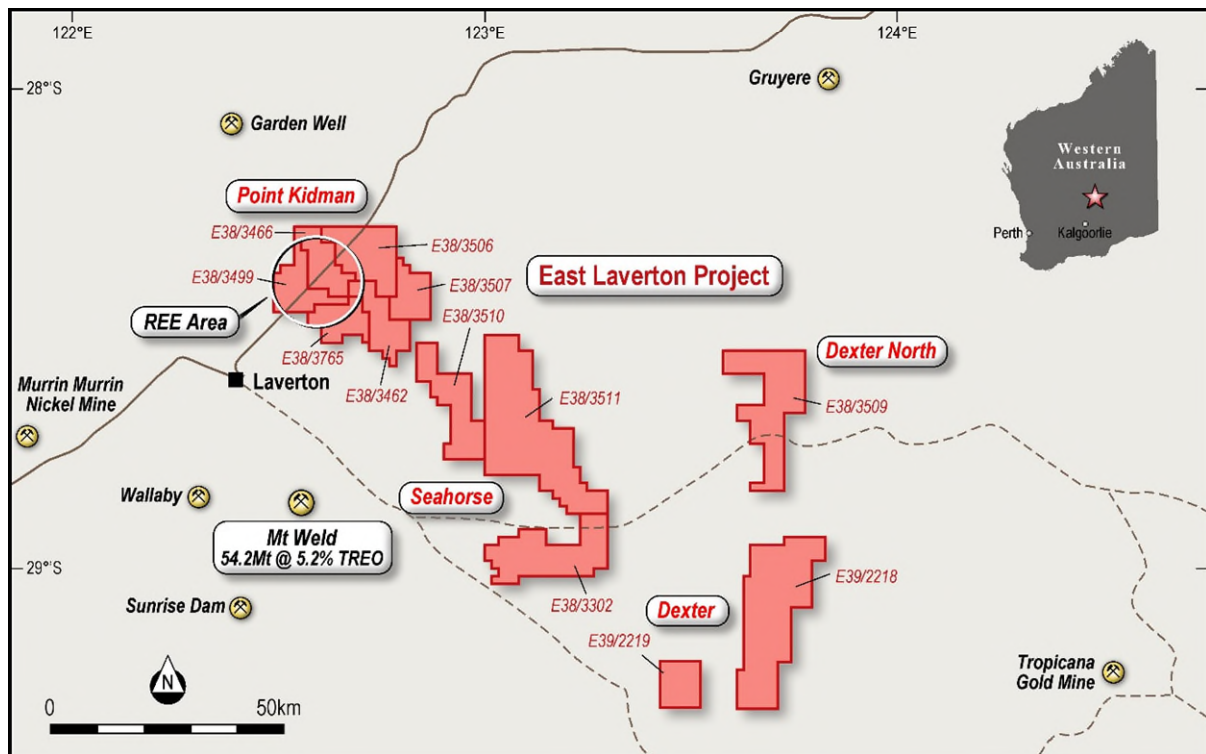 122°E
123°E
124°E
28°S
Gruyere
Garden Well
Western
Australia
Perth
Kalgoorlie
Point Kidman
E38/3466
E38/3506
E38/3499
E38/3507
East Laverton Project
REE Area
E38/3510
E38/3765
Dexter North
Laverton
E38/3462
E38/3511
E38/3509
Murrin Murrin
Nickel Mine
Wallaby
Seahorse
Mt Weld
54.2Mt @ 5.2% TREO
29°S
E39/2218
Sunrise Dam
E38/3302
Dexter
E39/2219
Tropicana
Gold Mine
N
0
50km